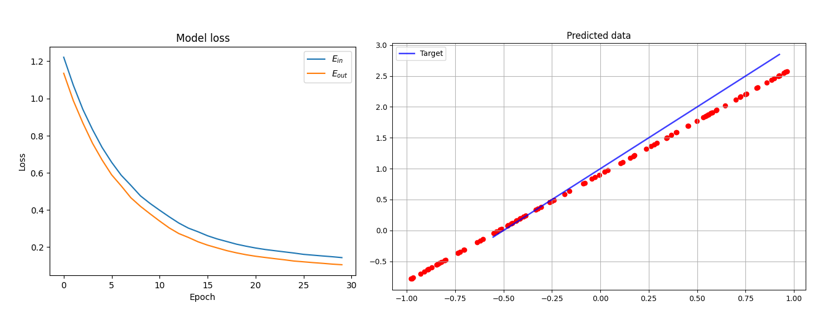 Model loss
E_in
E_out
1.2
1.0
0.8
0.6
0.4
0.2
Loss
0 5 10 15 20 25 30
Epoch
Predicted data
Target
3.0
2.5
2.0
1.5
1.0
0.5
0.0
−0.5
−1.00 −0.75 −0.50 −0.25 0.00 0.25 0.50 0.75 1.00